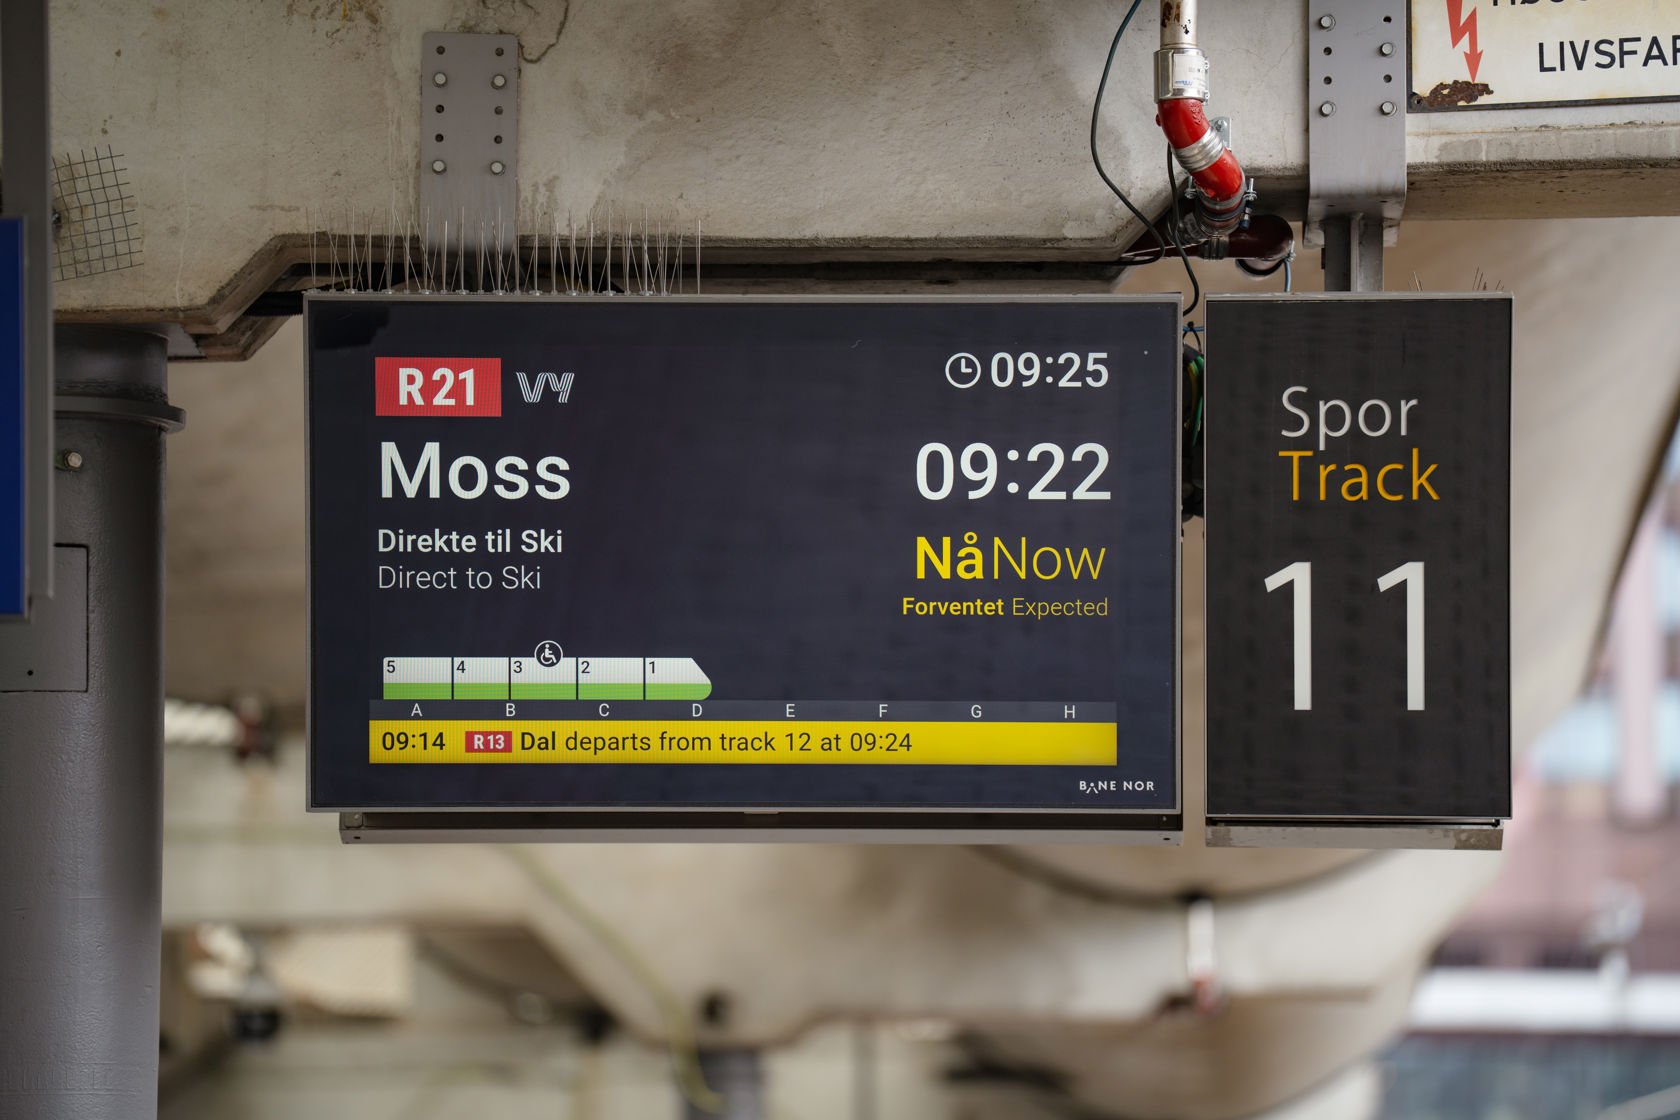 R21 VY
09:25
Moss
09:22
Direkte til Ski
Direct to Ski
Nå Now
Forventet Expected
5 4 3 2 1
A B C D E F G H
09:14 R13 Dal departs from track 12 at 09:24
BANE NOR
Spor
Track
11